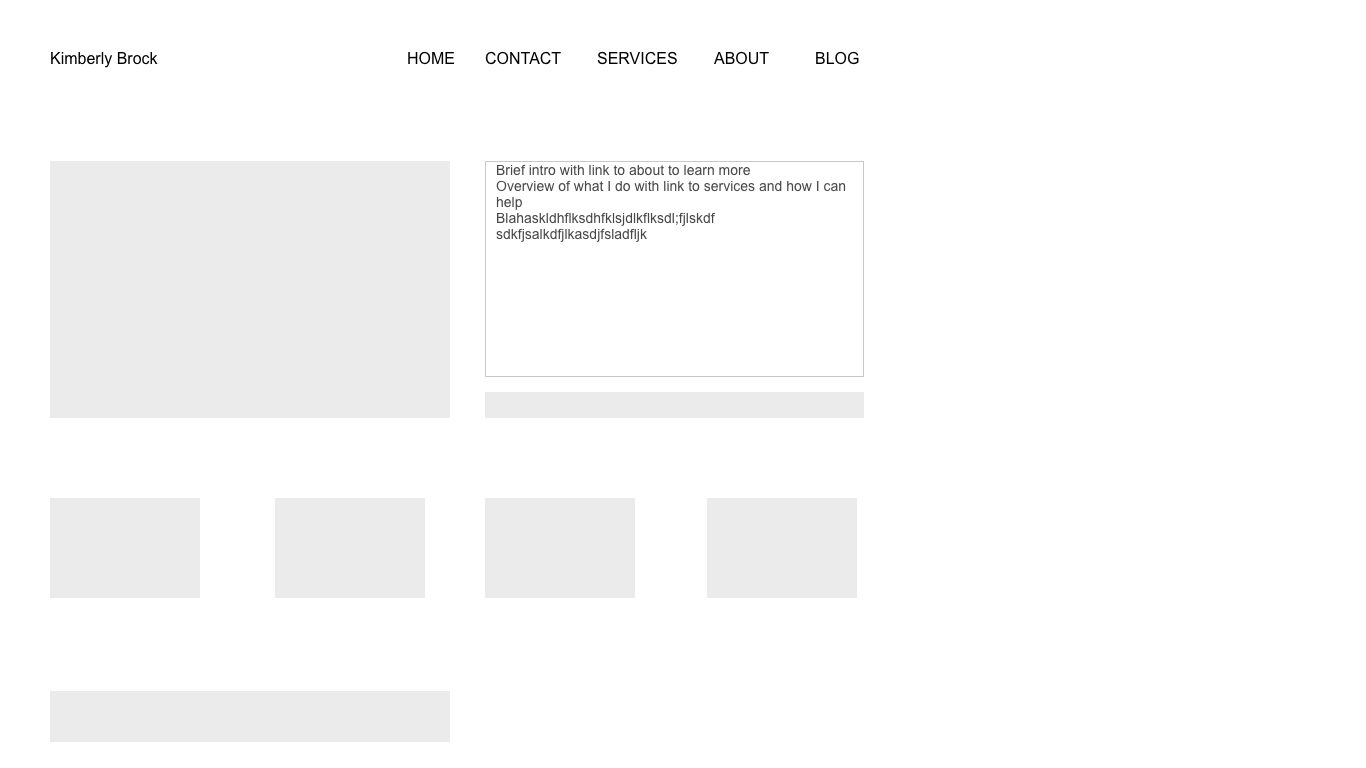 Kimberly Brock HOME CONTACT SERVICES ABOUT BLOG
Brief intro with link to about to learn more
Overview of what I do with link to services and how I can
help
Blahaskldhflksdhfklsjdlkflksdl;fjlskdf
sdkfjsalkdfjlkasdjfsladfljk